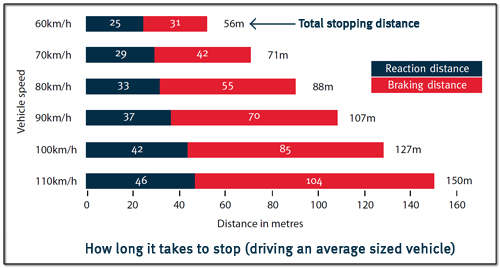 60km/h 25 31 56m Total stopping distance
70km/h 29 42 71m
Reaction distance
80km/h 33 55 88m
Braking distance
90km/h 37 70 107m
100km/h 42 85 127m
110km/h 46 104 150m
Vehicle speed
0 20 40 60 80 100 120 140 160
Distance in metres
How long it takes to stop (driving an average sized vehicle)